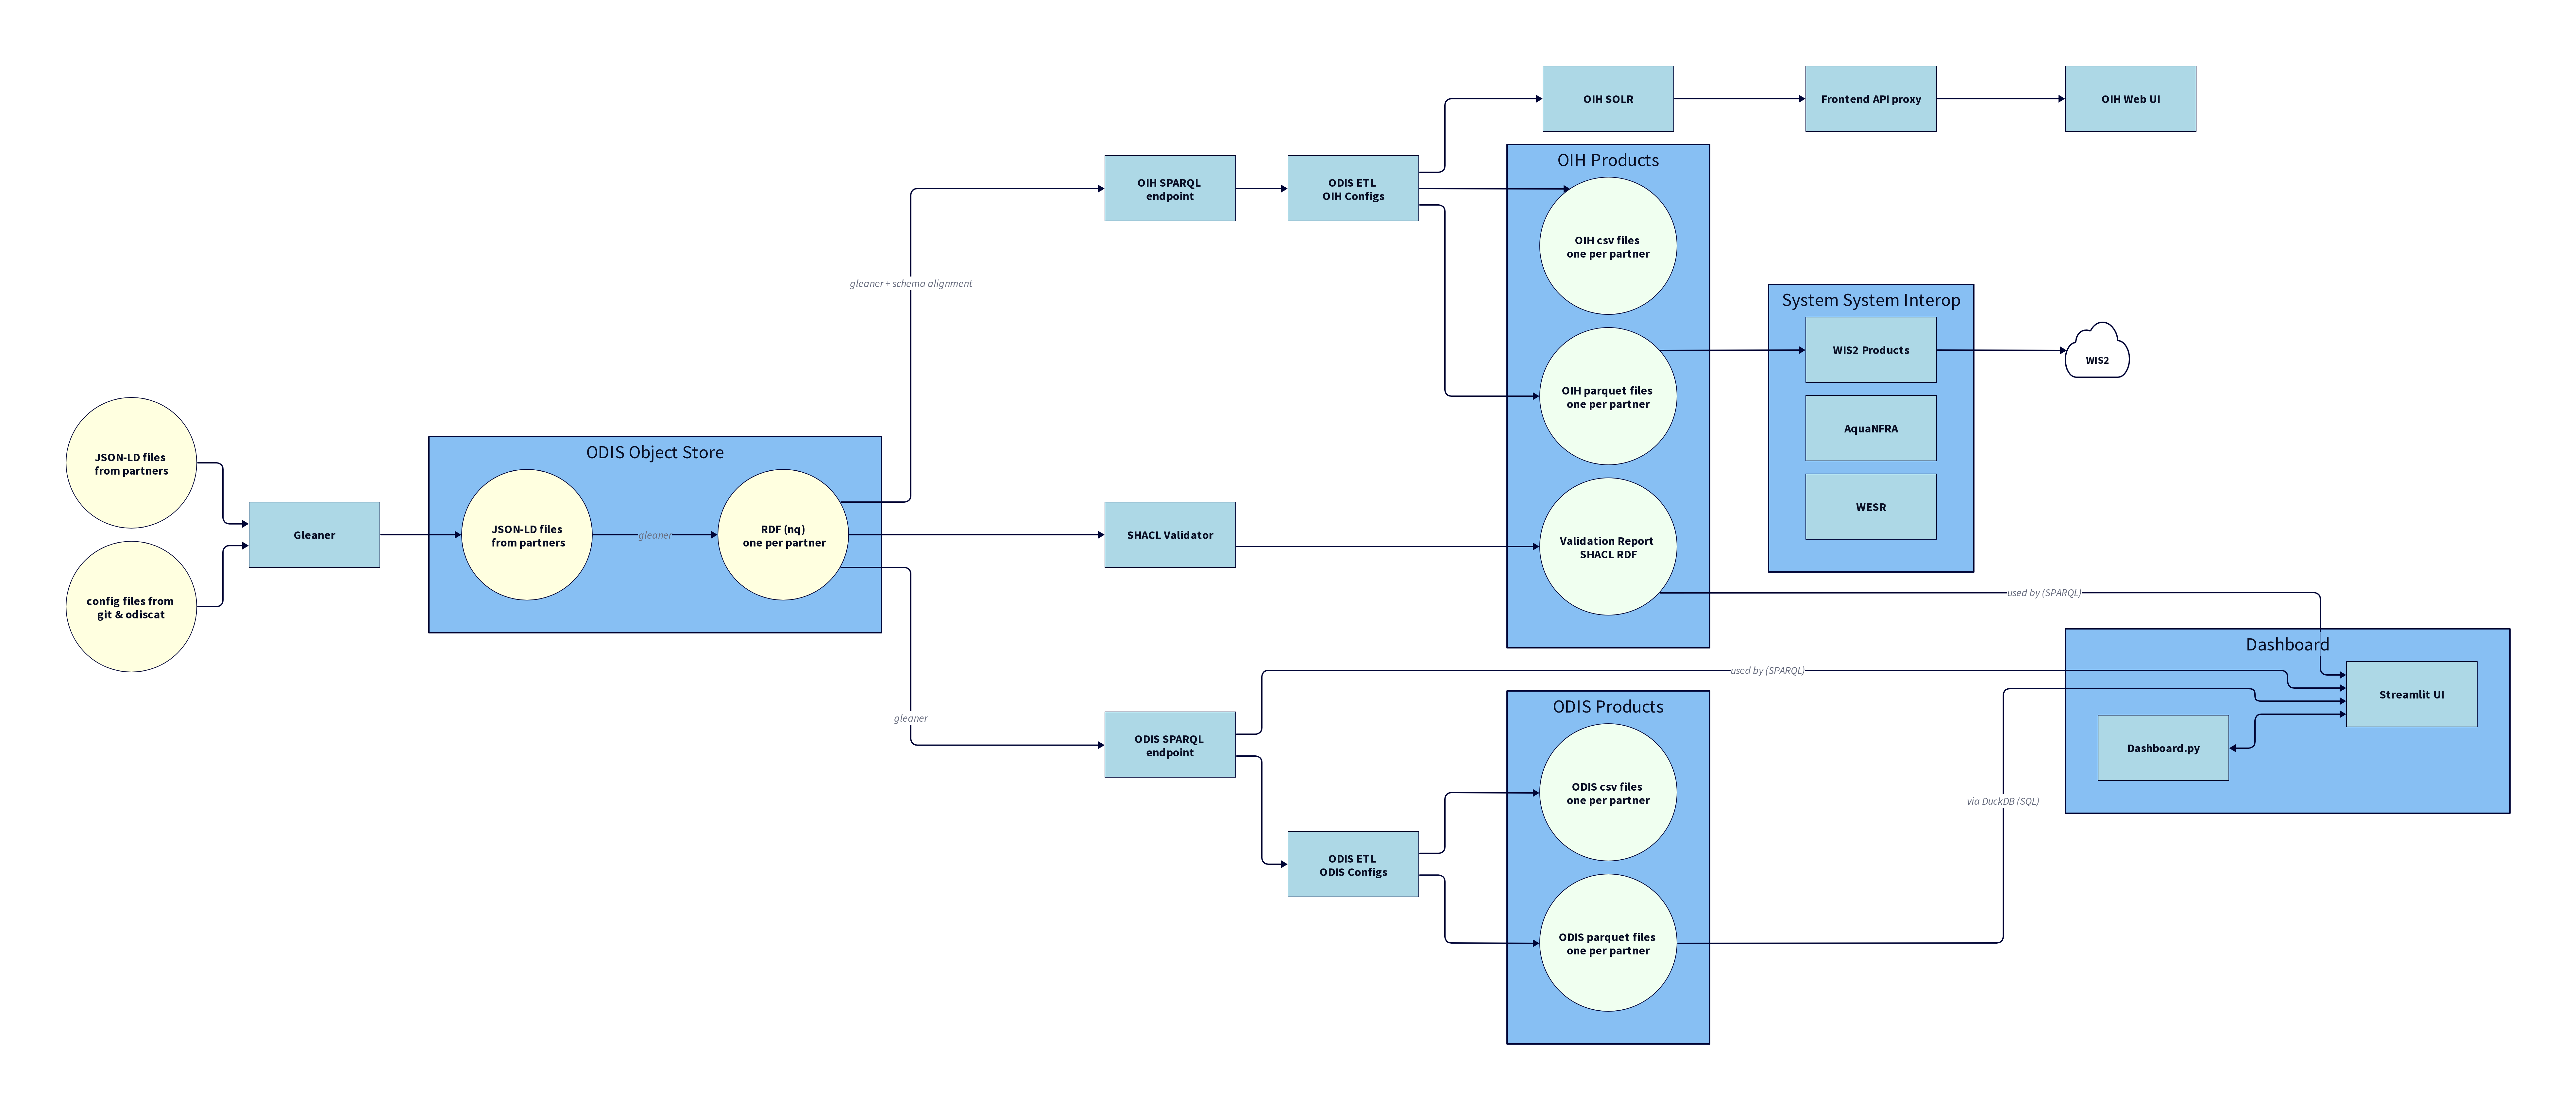 OIH SOLR
Frontend API proxy
OIH Web UI
OIH SPARQL
endpoint
ODIS ETL
OIH Configs
OIH Products
OIH csv files
one per partner
gleaner + schema alignment
System System Interop
WIS2 Products
WIS2
OIH parquet files
one per partner
AquaNFRA
WESR
JSON-LD files
from partners
config files from
git & odiscat
Gleaner
ODIS Object Store
JSON-LD files
from partners
gleaner
RDF (nq)
one per partner
SHACL Validator
Validation Report
SHACL RDF
used by (SPARQL)
used by (SPARQL)
Dashboard
Streamlit UI
Dashboard.py
gleaner
ODIS SPARQL
endpoint
ODIS Products
ODIS csv files
one per partner
via DuckDB (SQL)
ODIS ETL
ODIS Configs
ODIS parquet files
one per partner